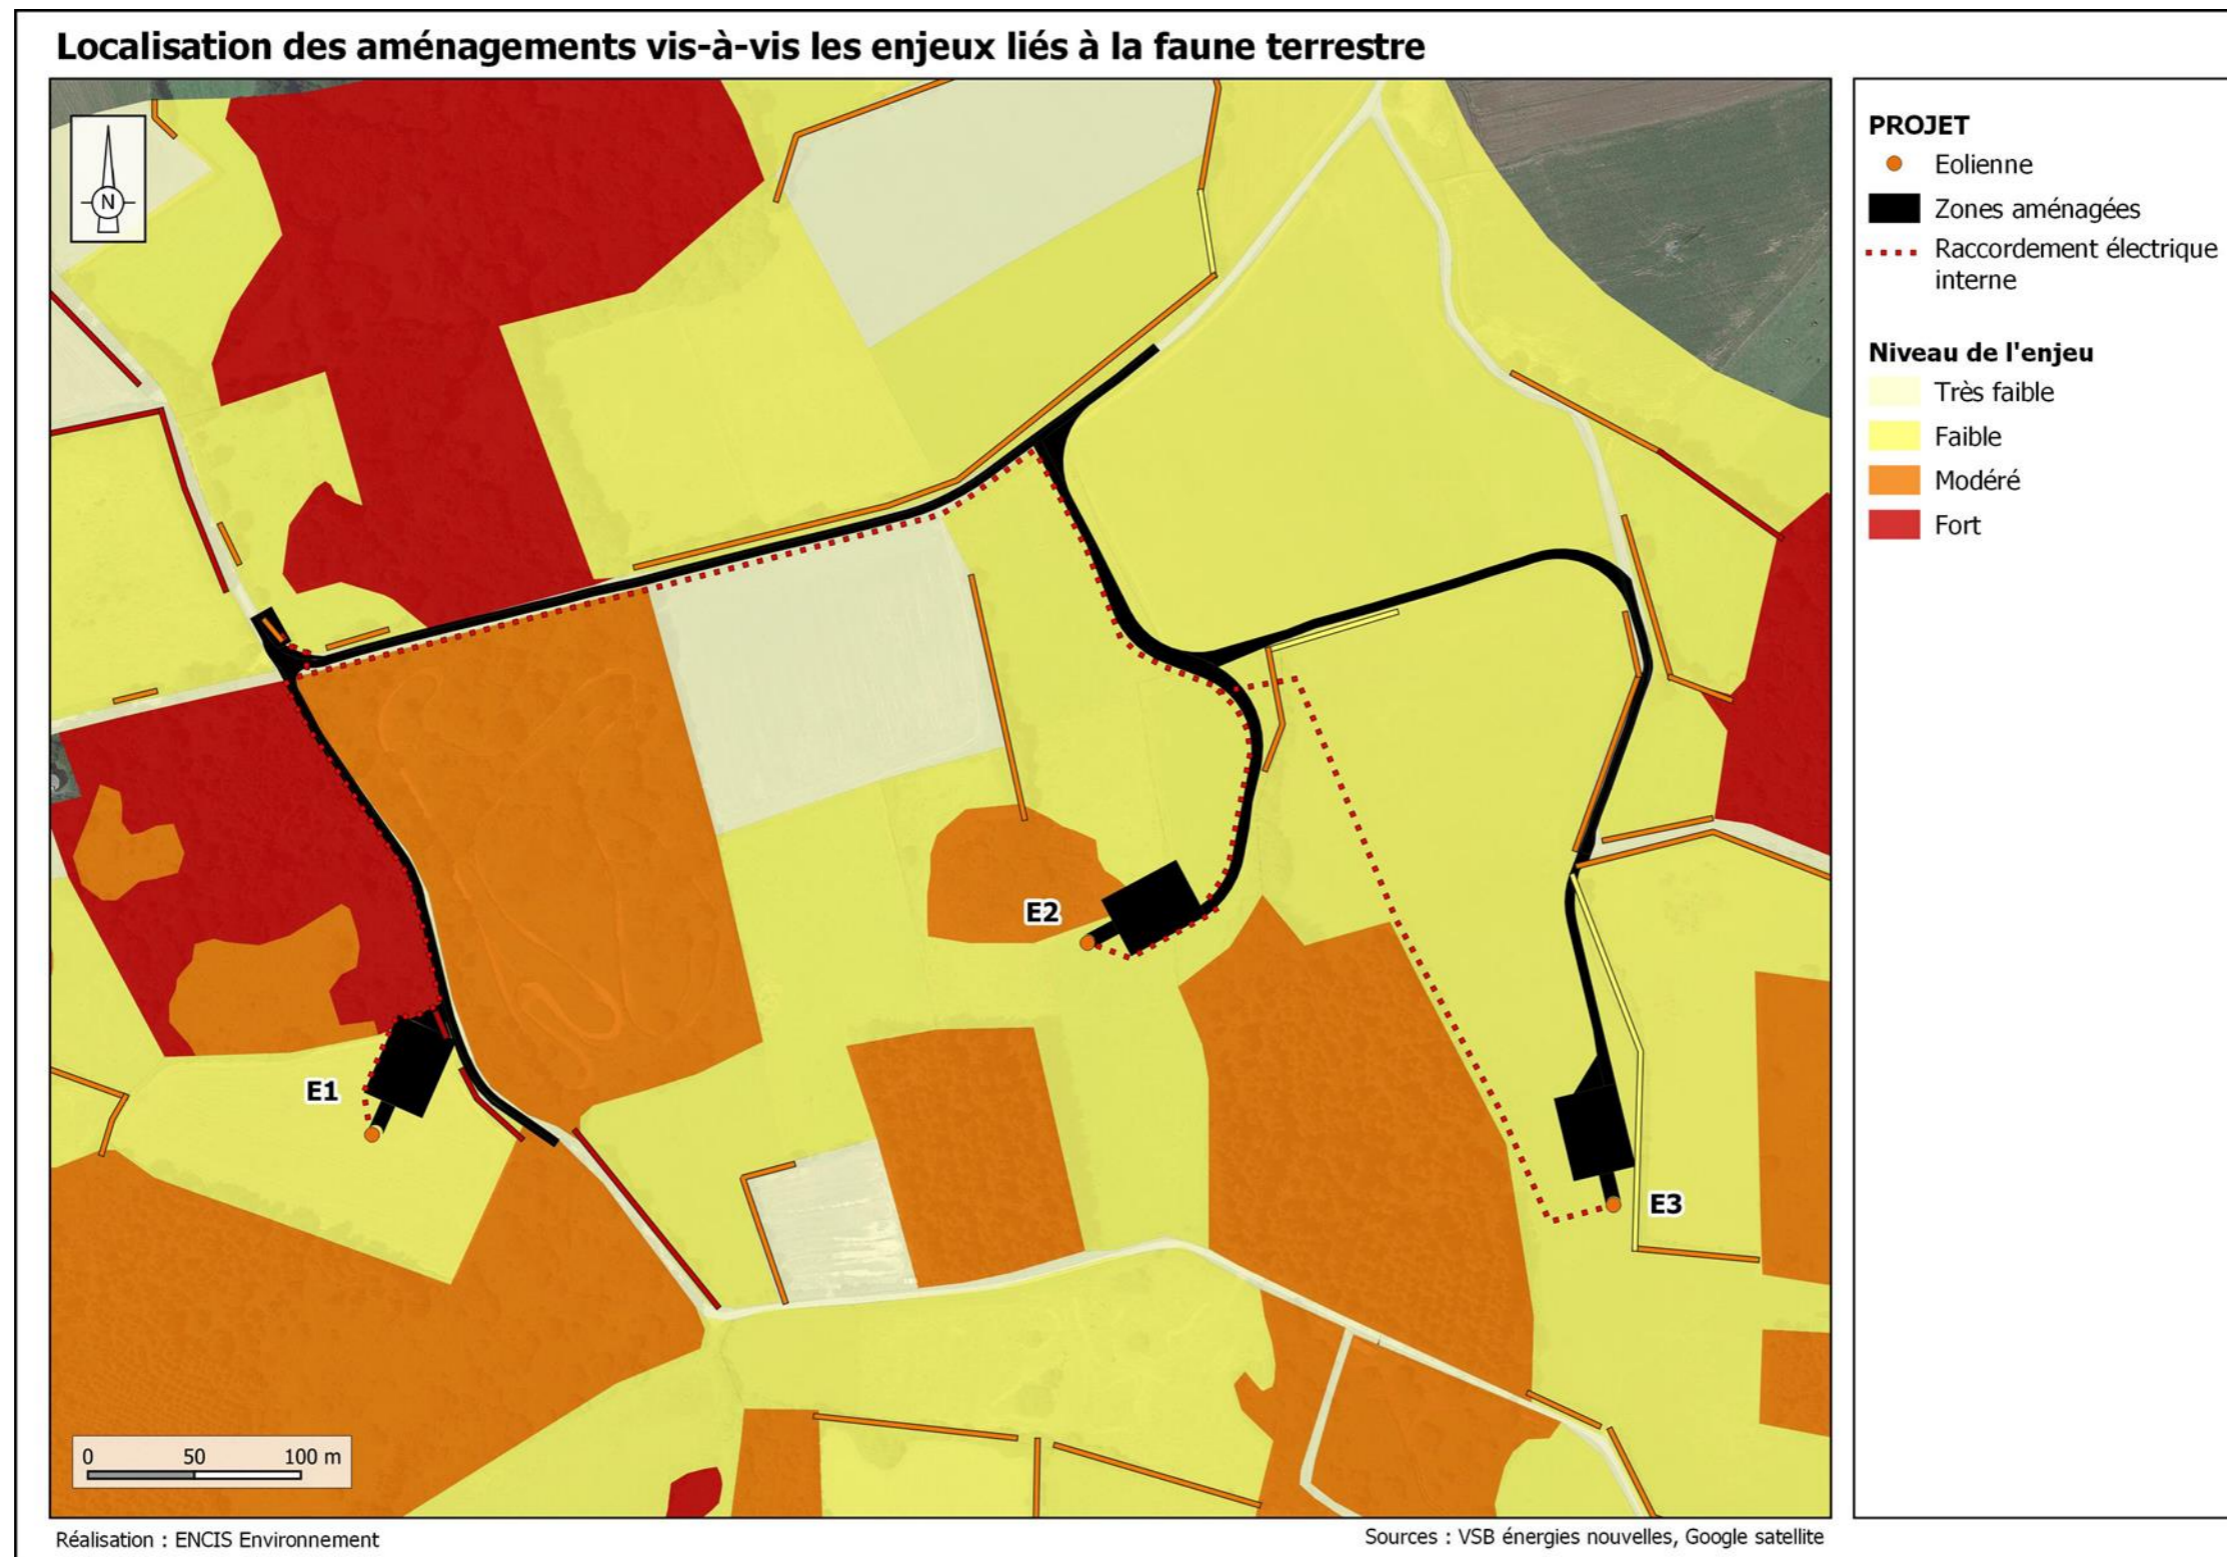 Localisation des aménagements vis-à-vis les enjeux liés à la faune terrestre
N
E1
E2
E3
0 50 100 m
PROJET
Eolienne
Zones aménagées
Raccordement électrique
interne
Niveau de l'enjeu
Très faible
Faible
Modéré
Fort
Réalisation : ENCIS Environnement
Sources : VSB énergies nouvelles, Google satellite